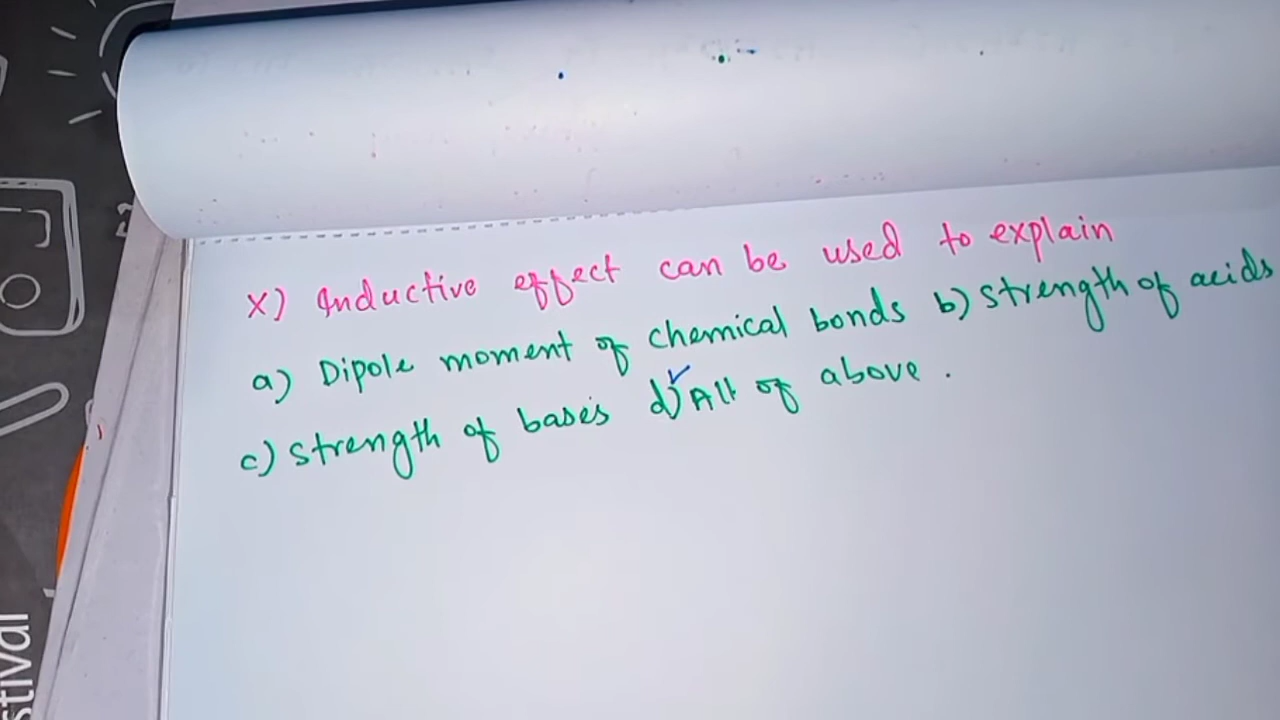 x) Inductive effect can be used to explain
a) Dipole moment of chemical bonds b) strength of acids
c) strength of bases d) All of above.
stival